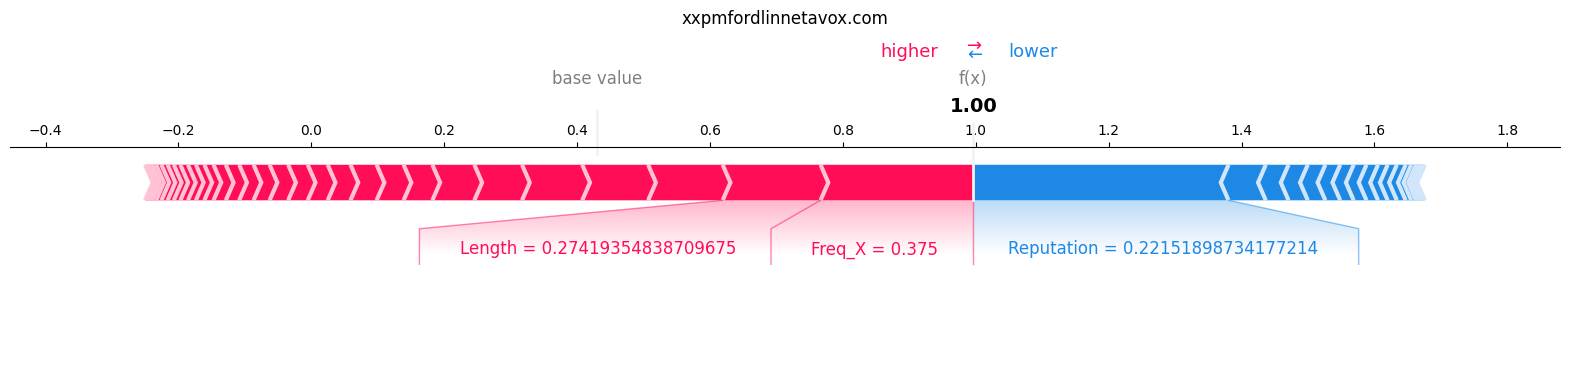 xxpmfordlinnetavox.com
higher → ← lower
base value f(x)
1.00
−0.4 −0.2 0.0 0.2 0.4 0.6 0.8 1.0 1.2 1.4 1.6 1.8
Length = 0.27419354838709675 Freq_X = 0.375 Reputation = 0.22151898734177214